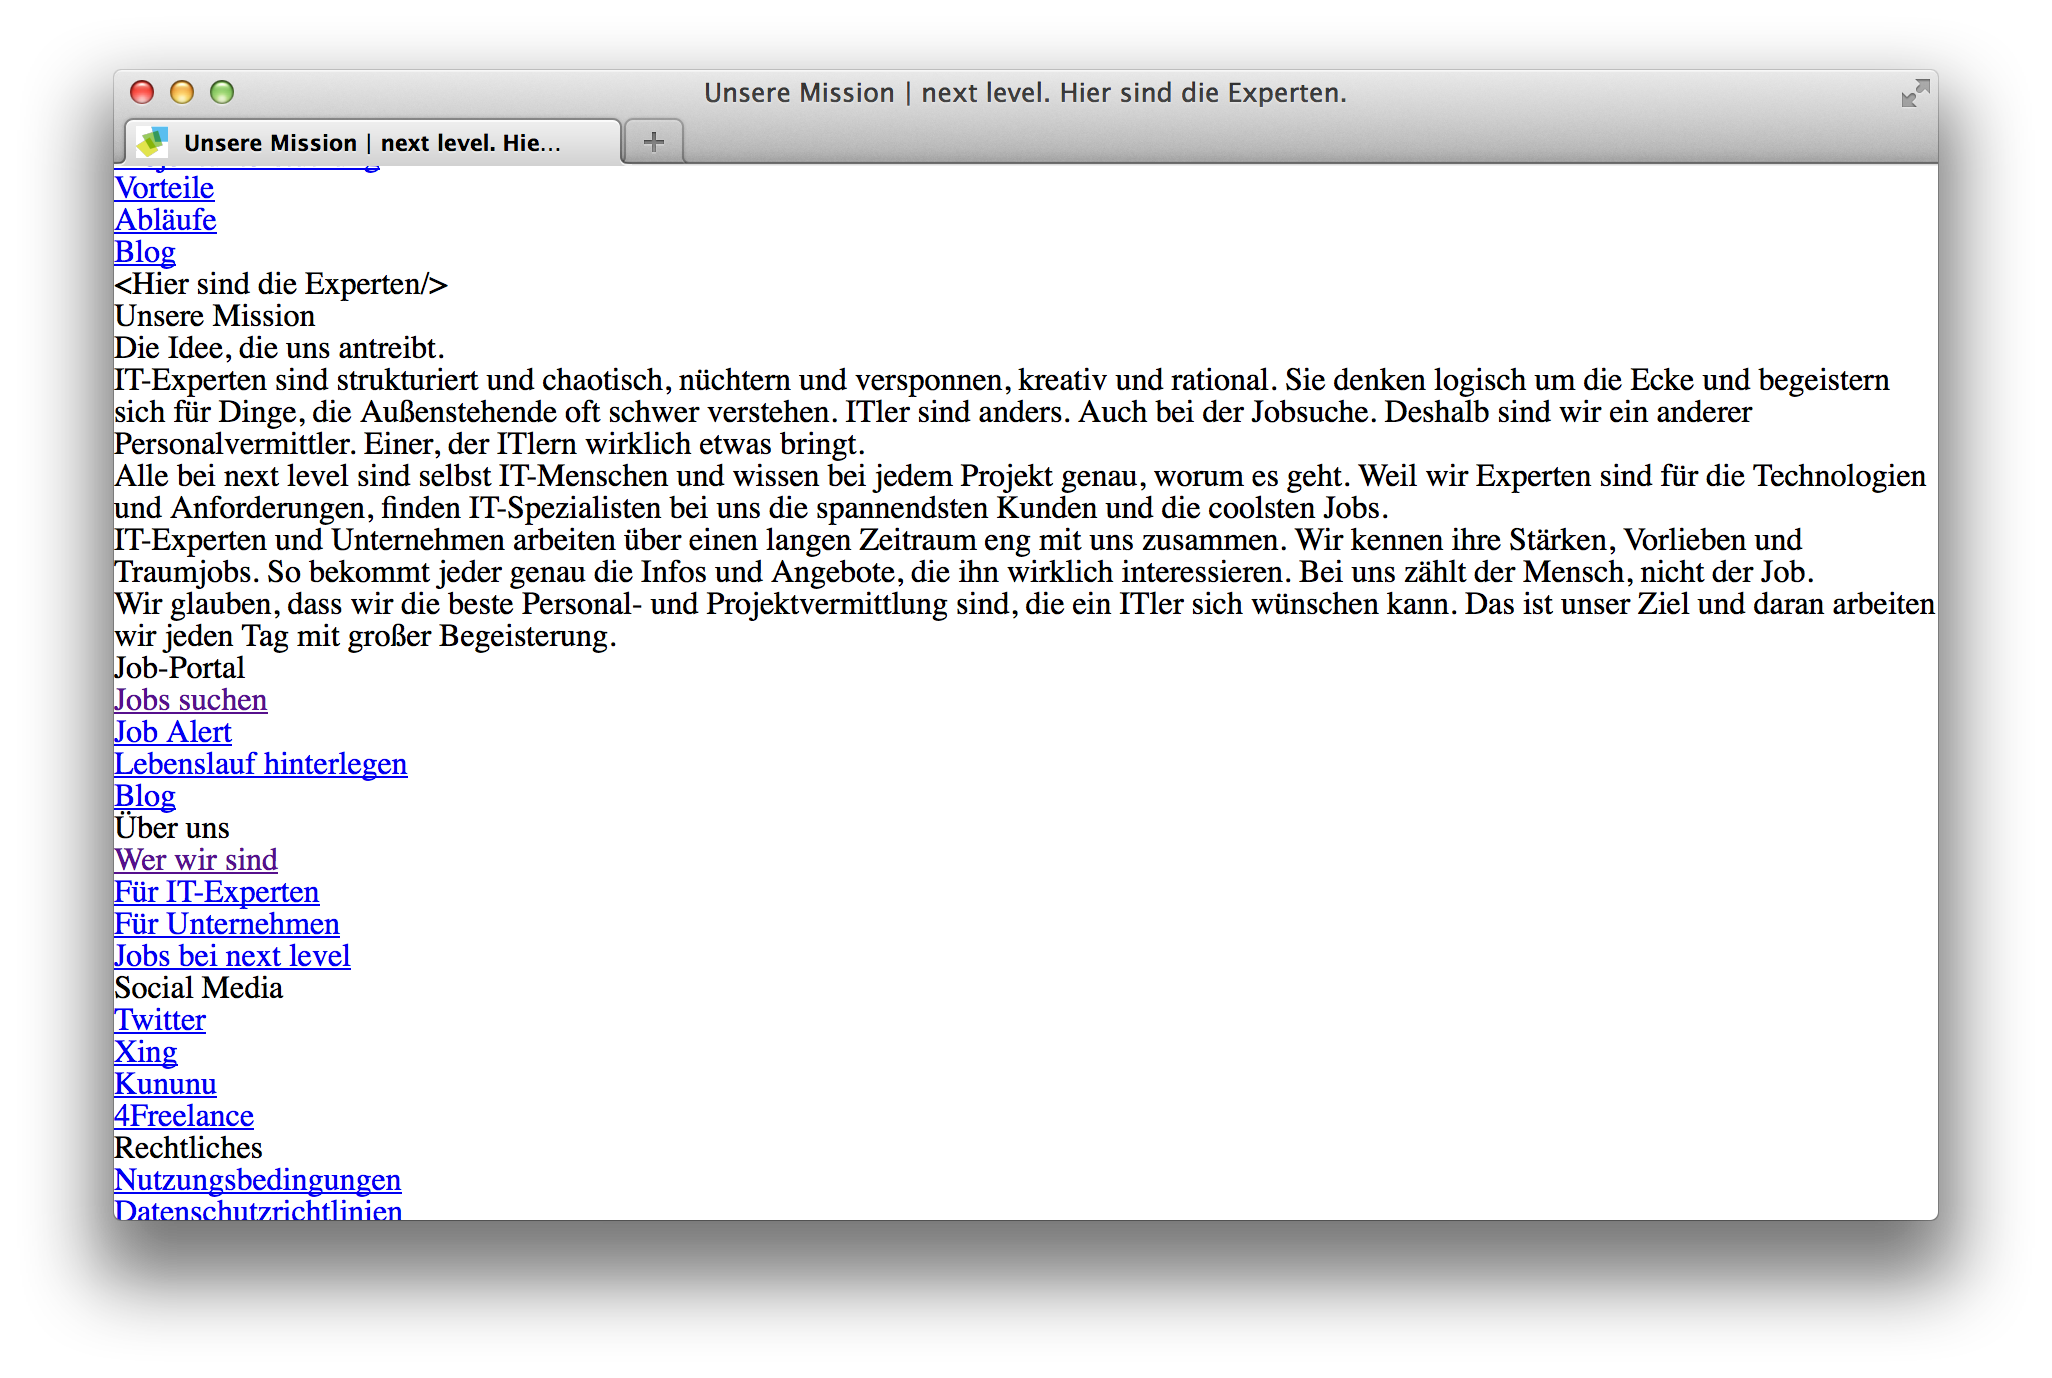 Unsere Mission | next level. Hier sind die Experten.
Unsere Mission | next level. Hie...
Vorteile
Abläufe
Blog
<Hier sind die Experten/>
Unsere Mission
Die Idee, die uns antreibt.
IT-Experten sind strukturiert und chaotisch, nüchtern und versponnen, kreativ und rational. Sie denken logisch um die Ecke und begeistern
sich für Dinge, die Außenstehende oft schwer verstehen. ITler sind anders. Auch bei der Jobsuche. Deshalb sind wir ein anderer
Personalvermittler. Einer, der ITlern wirklich etwas bringt.
Alle bei next level sind selbst IT-Menschen und wissen bei jedem Projekt genau, worum es geht. Weil wir Experten sind für die Technologien
und Anforderungen, finden IT-Spezialisten bei uns die spannendsten Kunden und die coolsten Jobs.
IT-Experten und Unternehmen arbeiten über einen langen Zeitraum eng mit uns zusammen. Wir kennen ihre Stärken, Vorlieben und
Traumjobs. So bekommt jeder genau die Infos und Angebote, die ihn wirklich interessieren. Bei uns zählt der Mensch, nicht der Job.
Wir glauben, dass wir die beste Personal- und Projektvermittlung sind, die ein ITler sich wünschen kann. Das ist unser Ziel und daran arbeiten
wir jeden Tag mit großer Begeisterung.
Job-Portal
Jobs suchen
Job Alert
Lebenslauf hinterlegen
Blog
Über uns
Wer wir sind
Für IT-Experten
Für Unternehmen
Jobs bei next level
Social Media
Twitter
Xing
Kununu
4Freelance
Rechtliches
Nutzungsbedingungen
Datenschutzrichtlinien